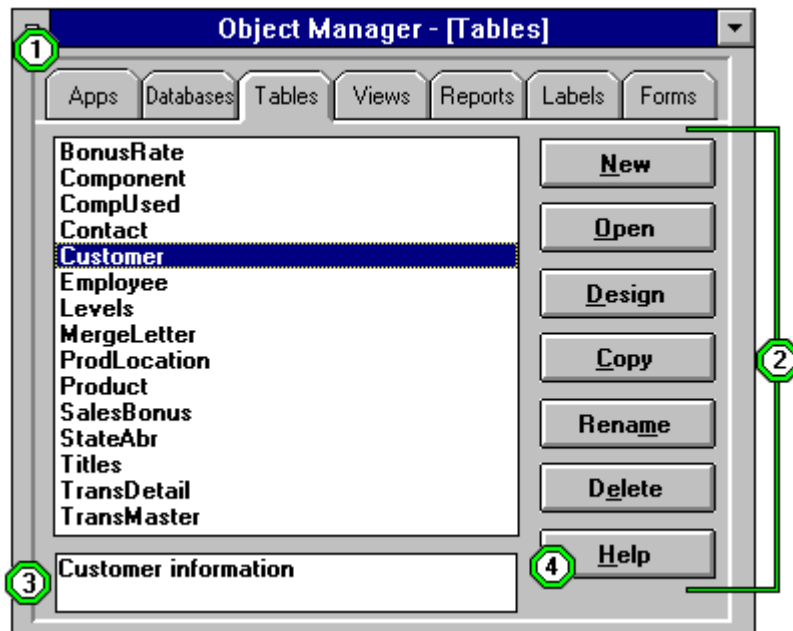 Object Manager - [Tables]
1
Apps Databases Tables Views Reports Labels Forms
BonusRate
Component
CompUsed
Contact
Customer
Employee
Levels
MergeLetter
ProdLocation
Product
SalesBonus
StateAbr
Titles
TransDetail
TransMaster
New
Open
Design
Copy
Rename
Delete
Help
2
3
Customer information
4